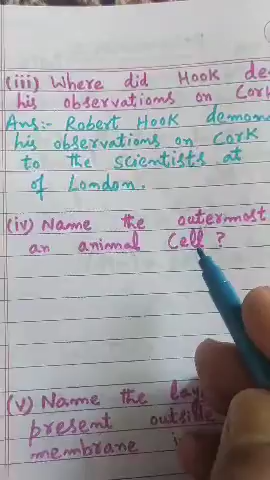 (iii) Where did Hook de
his observations on Cork
Ans:- Robert Hook demon
his observations on Cork
to the scientists at
of London.
(iv) Name the outermost
an animal Cell ?
(v) Name the lay
present outside
membrane